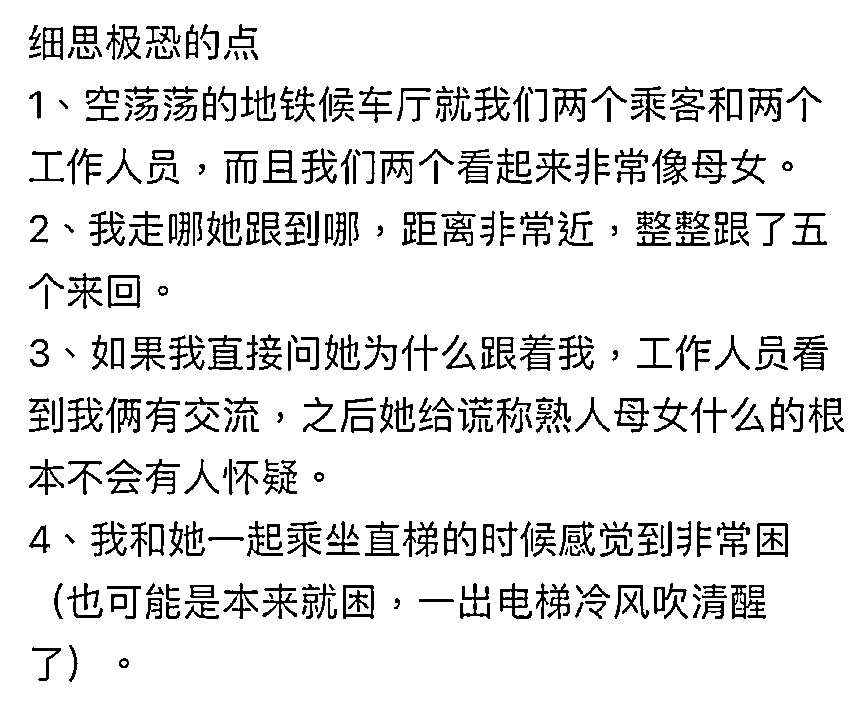 细思极恐的点
1、空荡荡的地铁候车厅就我们两个乘客和两个
工作人员，而且我们两个看起来非常像母女。
2、我走哪她跟到哪，距离非常近，整整跟了五
个来回。
3、如果我直接问她为什么跟着我，工作人员看
到我俩有交流，之后她给谎称熟人母女什么的根
本不会有人怀疑。
4、我和她一起乘坐直梯的时候感觉到非常困
（也可能是本来就困，一出电梯冷风吹清醒
了）。